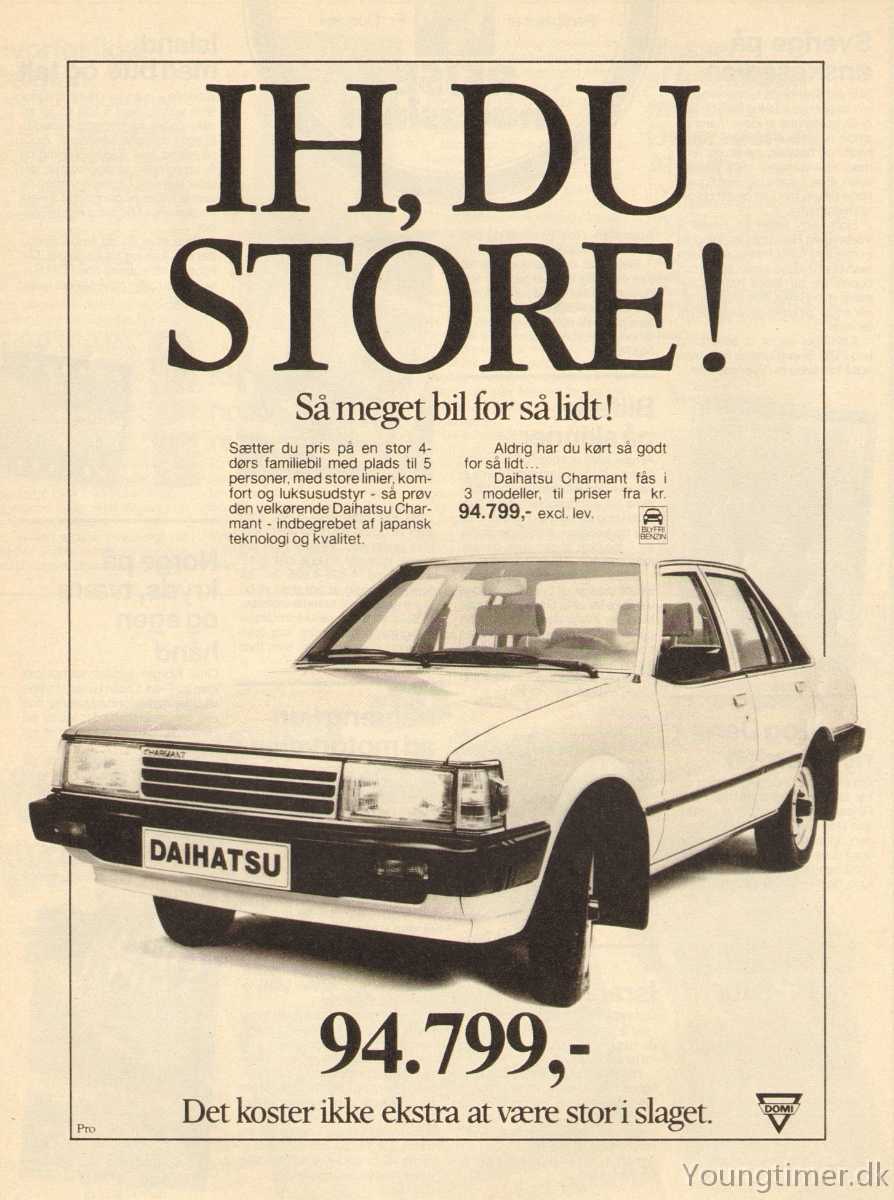 IH, DU
STORE!
Så meget bil for så lidt!
Sætter du pris på en stor 4-
dørs familiebil med plads til 5
personer, med store linier, kom-
fort og luksusudstyr - så prøv
den velkørende Daihatsu Char-
mant - indbegrebet af japansk
teknologi og kvalitet.
Aldrig har du kørt så godt
for så lidt...
Daihatsu Charmant fås i
3 modeller, til priser fra kr.
94.799,- excl. lev.
BLYFRI
BENZIN
CHARMANT
DAIHATSU
94.799,-
Det koster ikke ekstra at være stor i slaget.
DOMI
Pro
Youngtimer.dk